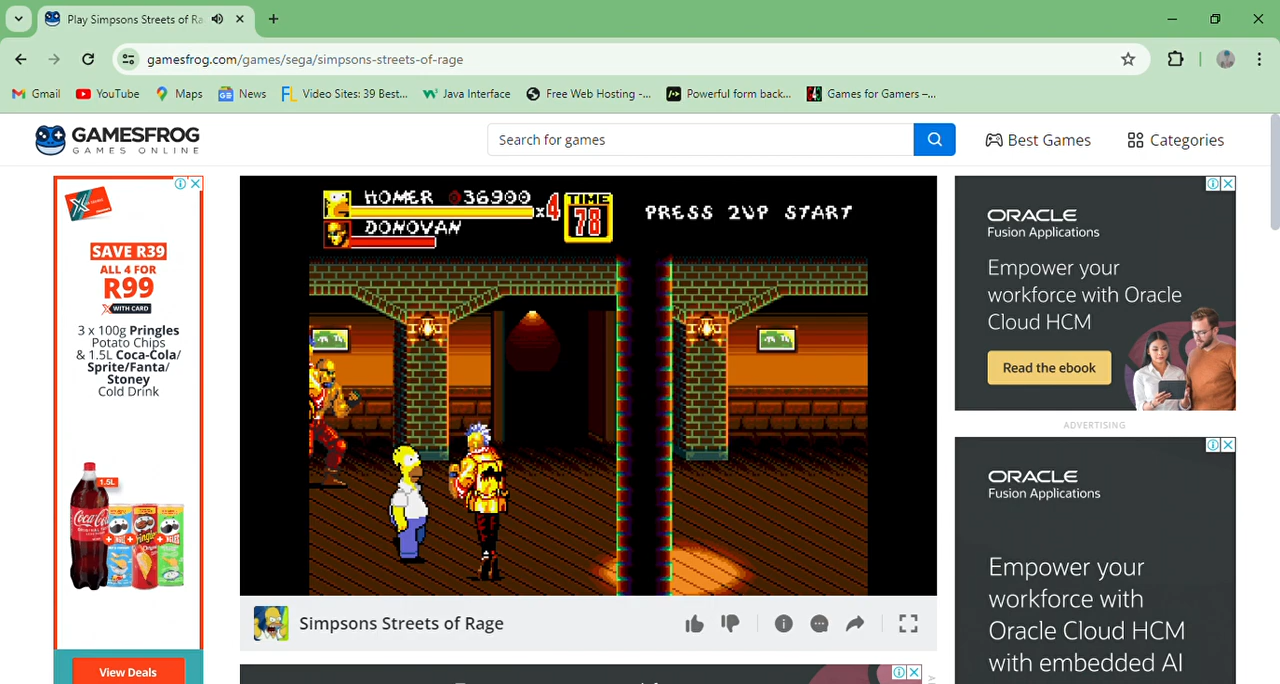 Play Simpsons Streets of Ra
gamesfrog.com/games/sega/simpsons-streets-of-rage
Gmail
YouTube
Maps
News
Video Sites: 39 Best...
Java Interface
Free Web Hosting -...
Powerful form back...
Games for Gamers –...
GAMESFROG
GAMES ONLINE
Search for games
Best Games
Categories
SAVE R39
ALL 4 FOR
R99
WITH CARD
3 x 100g Pringles
Potato Chips
& 1.5L Coca-Cola/
Sprite/Fanta/
Stoney
Cold Drink
1.5L
View Deals
HOMER 36900
x4
TIME
78
DONOVAN
PRESS 2UP START
Simpsons Streets of Rage
ORACLE
Fusion Applications
Empower your
workforce with Oracle
Cloud HCM
Read the ebook
ADVERTISING
ORACLE
Fusion Applications
Empower your
workforce with
Oracle Cloud HCM
with embedded AI